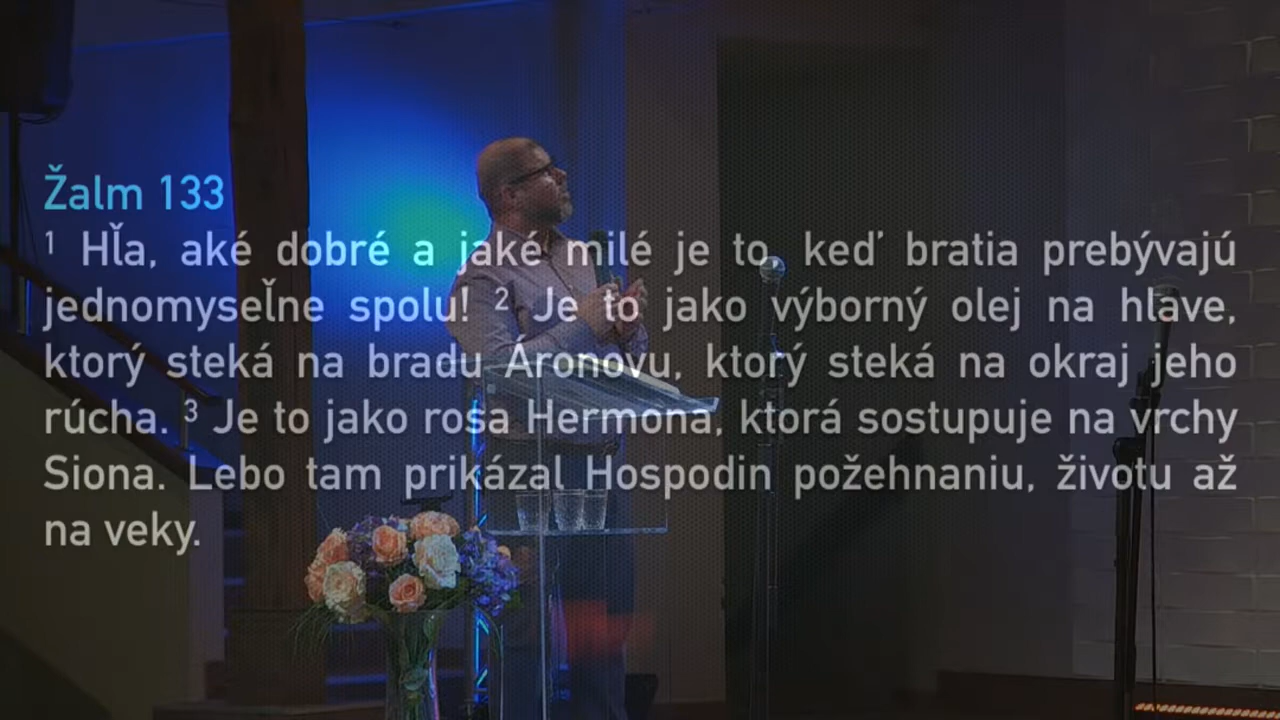 Žalm 133
¹ Hľa, aké dobré a jaké milé je to, keď bratia prebývajú
jednomyseľne spolu! ² Je to jako výborný olej na hlave,
ktorý steká na bradu Áronovu, ktorý steká na okraj jeho
rúcha. ³ Je to jako rosa Hermona, ktorá sostupuje na vrchy
Siona. Lebo tam prikázal Hospodin požehnaniu, životu až
na veky.